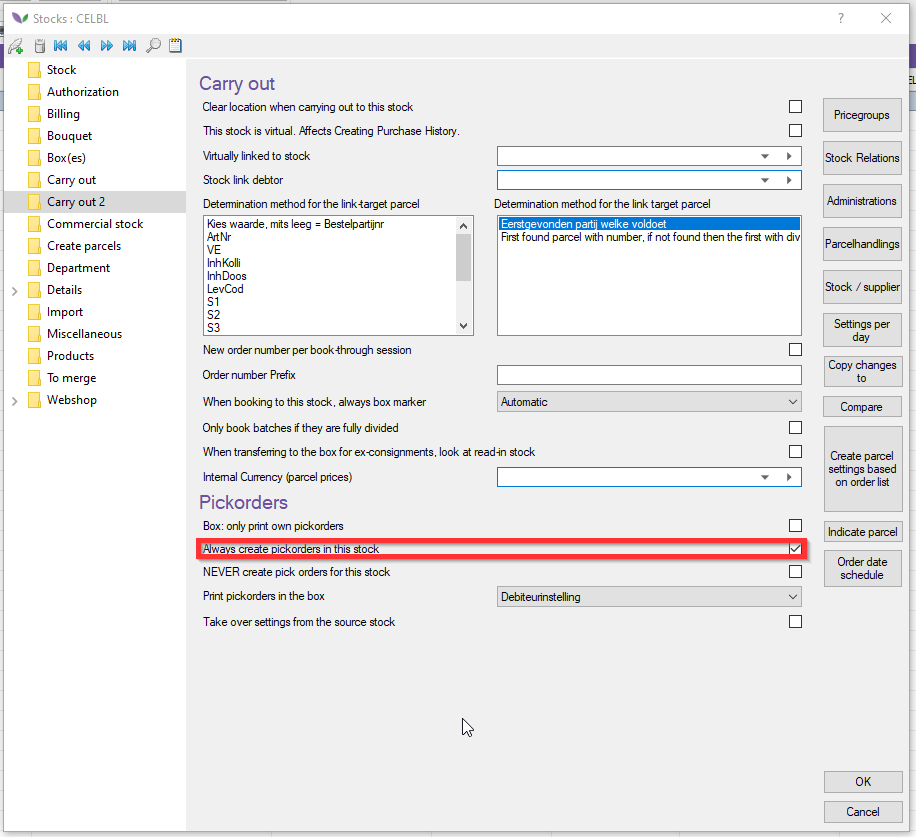 Stocks : CELBL
?
Stock
Authorization
Billing
Bouquet
Box(es)
Carry out
Carry out 2
Commercial stock
Create parcels
Department
Details
Import
Miscellaneous
Products
To merge
Webshop
Carry out
Clear location when carrying out to this stock
This stock is virtual. Affects Creating Purchase History.
Virtually linked to stock
Stock link debtor
Determination method for the link-target parcel
Kies waarde, mits leeg = Bestelpartijnr
ArtNr
VE
InhKolli
InhDoos
LevCod
S1
S2
S3
Determination method for the link target parcel
Eerstgevonden partij welke voldoet
First found parcel with number, if not found then the first with div
New order number per book-through session
Order number Prefix
When booking to this stock, always box marker
Automatic
Only book batches if they are fully divided
When transferring to the box for ex-consignments, look at read-in stock
Internal Currency (parcel prices)
Pickorders
Box: only print own pickorders
Always create pickorders in this stock
NEVER create pick orders for this stock
Print pickorders in the box
Debiteurinstelling
Take over settings from the source stock
Pricegroups
Stock Relations
Administrations
Parcelhandlings
Stock / supplier
Settings per
day
Copy changes
to
Compare
Create parcel
settings based
on order list
Indicate parcel
Order date
schedule
OK
Cancel